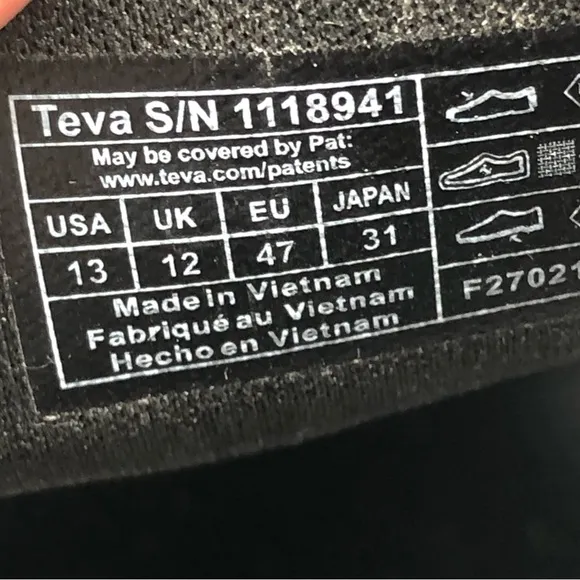 Teva S/N 1118941
May be covered by Pat:
www.teva.com/patents
USA UK EU JAPAN
13 12 47 31
Made in Vietnam
Fabriqué au Vietnam
Hecho en Vietnam
F27021